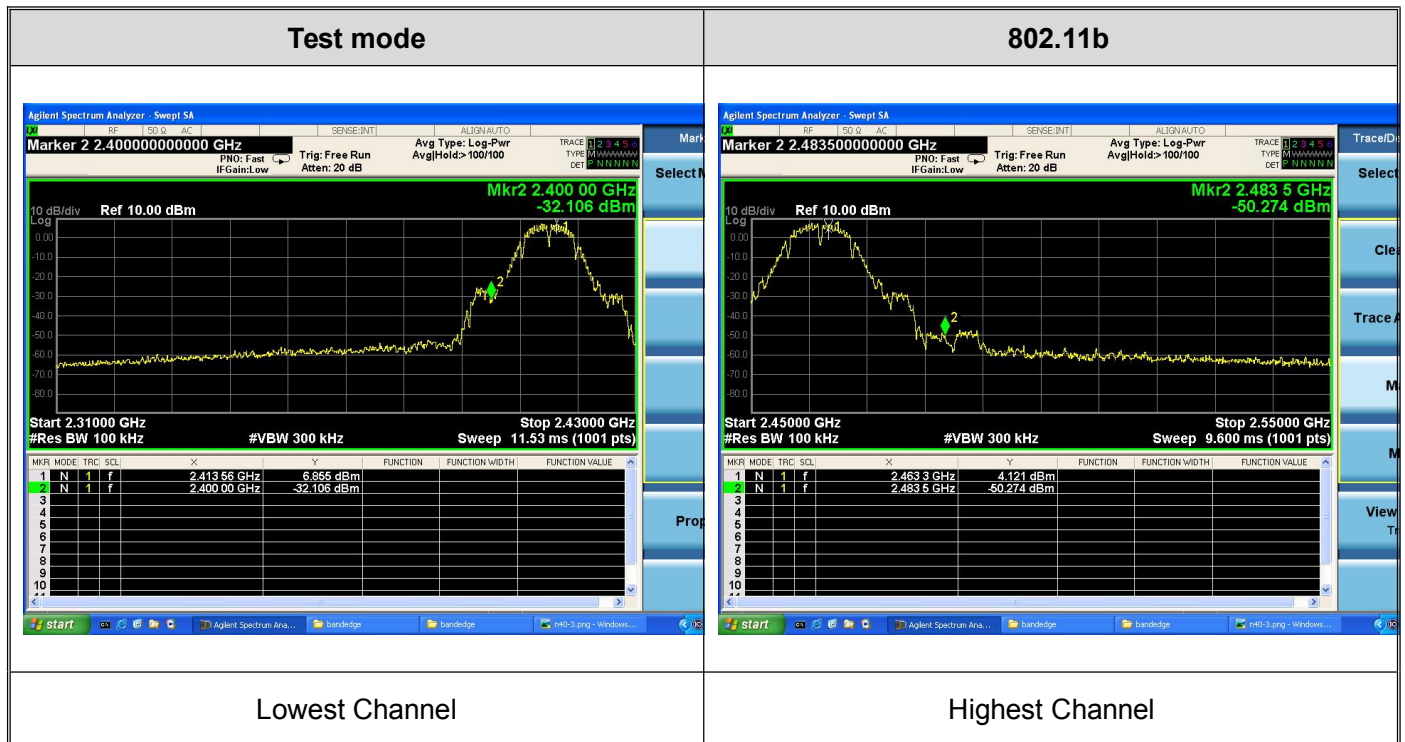 Test mode
802.11b
Agilent Spectrum Analyzer - Swept SA
RF 50 Ω AC SENSE:INT ALIGNAUTO
Marker 2 2.400000000000 GHz
PNO: Fast
IFGain:Low
Trig: Free Run
Atten: 20 dB
Avg Type: Log-Pwr
Avg|Hold:>100/100
TRACE 1 2 3 4 5 6
TYPE M
DET P N N N N N
Mkr2 2.400 00 GHz
-32.106 dBm
10 dB/div Ref 10.00 dBm
Log
1
0.00
-10.0
-20.0
2
-30.0
-40.0
-50.0
-60.0
-70.0
-80.0
Start 2.31000 GHz Stop 2.43000 GHz
#Res BW 100 kHz #VBW 300 kHz Sweep 11.53 ms (1001 pts)
MKR MODE TRC SCL X Y FUNCTION FUNCTION WIDTH FUNCTION VALUE
1 N 1 f 2.413 56 GHz 6.855 dBm
2 N 1 f 2.400 00 GHz -32.106 dBm
3
4
5
6
7
8
9
10
Mark
Select M
Prop
start Agilent Spectrum Ana... bandedge bandedge n40-3.png - Windows...
Agilent Spectrum Analyzer - Swept SA
RF 50 Ω AC SENSE:INT ALIGNAUTO
Marker 2 2.483500000000 GHz
PNO: Fast
IFGain:Low
Trig: Free Run
Atten: 20 dB
Avg Type: Log-Pwr
Avg|Hold:>100/100
TRACE 1 2 3 4 5 6
TYPE M
DET P N N N N N
Mkr2 2.483 5 GHz
-50.274 dBm
10 dB/div Ref 10.00 dBm
Log
1
0.00
-10.0
-20.0
-30.0
-40.0
2
-50.0
-60.0
-70.0
-80.0
Start 2.45000 GHz Stop 2.55000 GHz
#Res BW 100 kHz #VBW 300 kHz Sweep 9.600 ms (1001 pts)
MKR MODE TRC SCL X Y FUNCTION FUNCTION WIDTH FUNCTION VALUE
1 N 1 f 2.463 3 GHz 4.121 dBm
2 N 1 f 2.483 5 GHz -50.274 dBm
3
4
5
6
7
8
9
10
Trace/De
Select
Clea
Trace A
M
View
Tr
start Agilent Spectrum Ana... bandedge bandedge n40-3.png - Windows...
Lowest Channel
Highest Channel